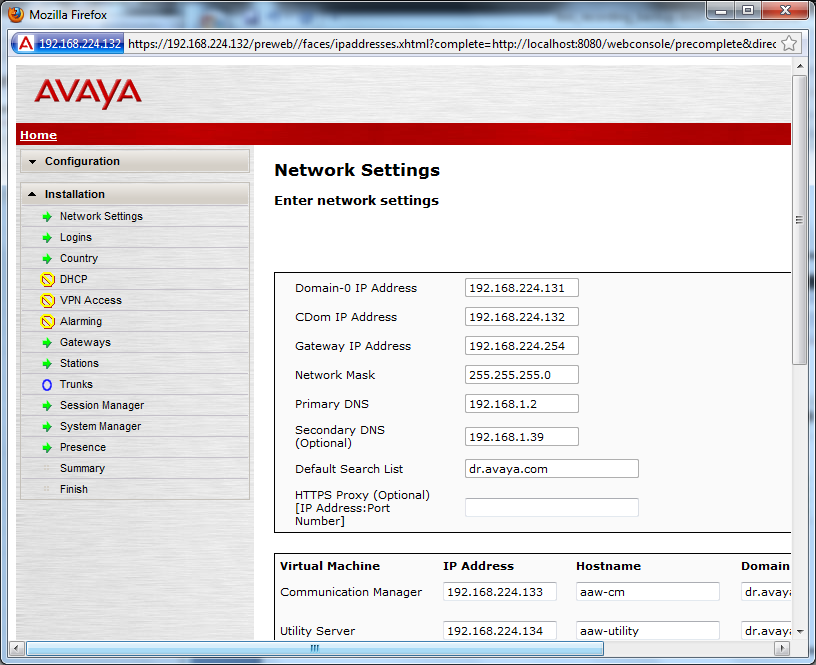 Mozilla Firefox
192.168.224.132 https://192.168.224.132/preweb//faces/ipaddresses.xhtml?complete=http://localhost:8080/webconsole/precomplete&direc
AVAYA
Home
Configuration
Installation
Network Settings
Logins
Country
DHCP
VPN Access
Alarming
Gateways
Stations
Trunks
Session Manager
System Manager
Presence
Summary
Finish
Network Settings
Enter network settings
Domain-0 IP Address 192.168.224.131
CDom IP Address 192.168.224.132
Gateway IP Address 192.168.224.254
Network Mask 255.255.255.0
Primary DNS 192.168.1.2
Secondary DNS
(Optional) 192.168.1.39
Default Search List dr.avaya.com
HTTPS Proxy (Optional)
[IP Address:Port
Number]
Virtual Machine IP Address Hostname Domain
Communication Manager 192.168.224.133 aaw-cm dr.avaya
Utility Server 192.168.224.134 aaw-utility dr.avaya